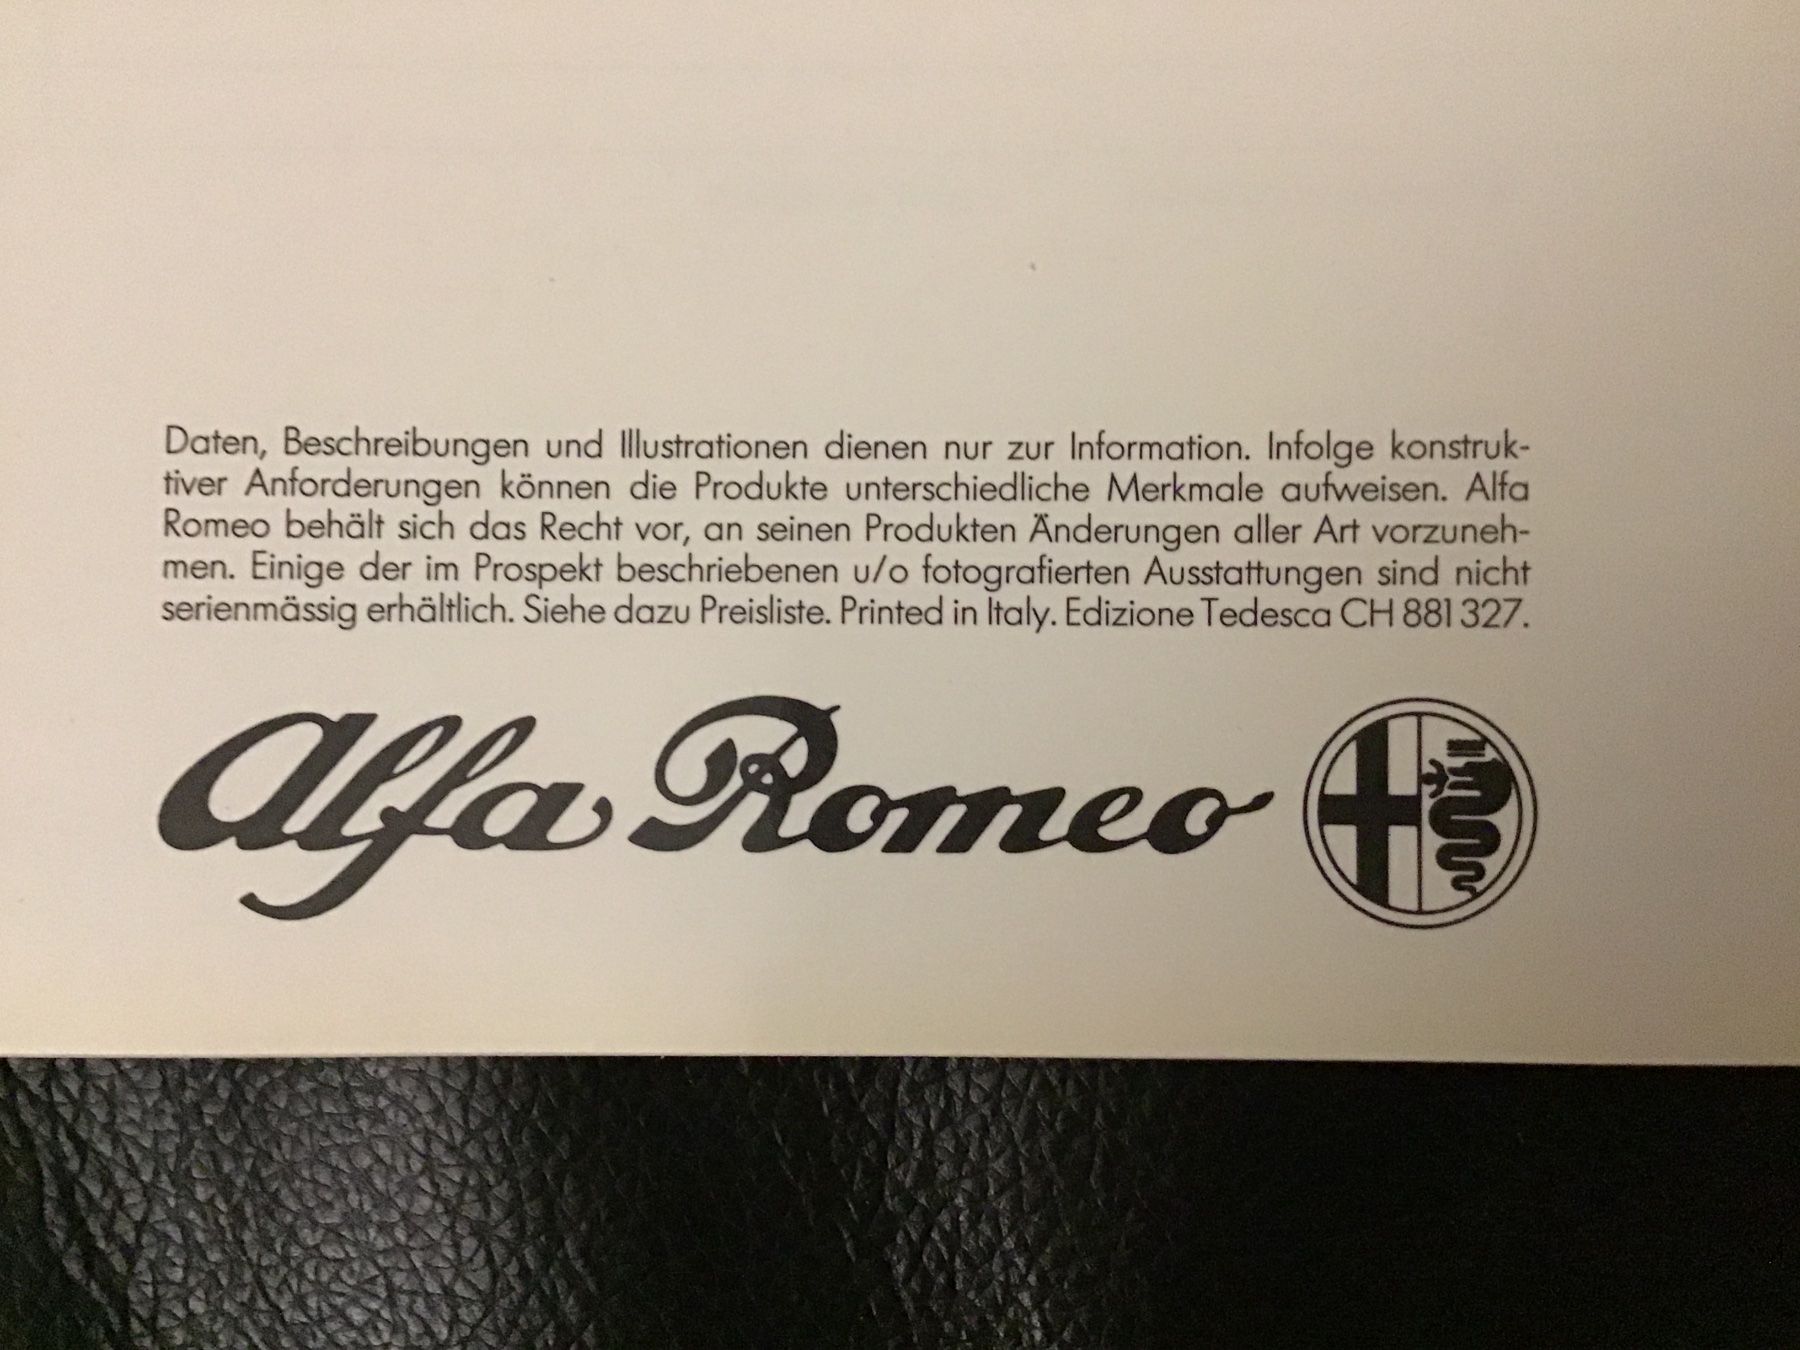 Daten, Beschreibungen und Illustrationen dienen nur zur Information. Infolge konstruk-
tiver Anforderungen können die Produkte unterschiedliche Merkmale aufweisen. Alfa
Romeo behält sich das Recht vor, an seinen Produkten Änderungen aller Art vorzuneh-
men. Einige der im Prospekt beschriebenen u/o fotografierten Ausstattungen sind nicht
serienmässig erhältlich. Siehe dazu Preisliste. Printed in Italy. Edizione Tedesca CH 881 327.
Alfa Romeo